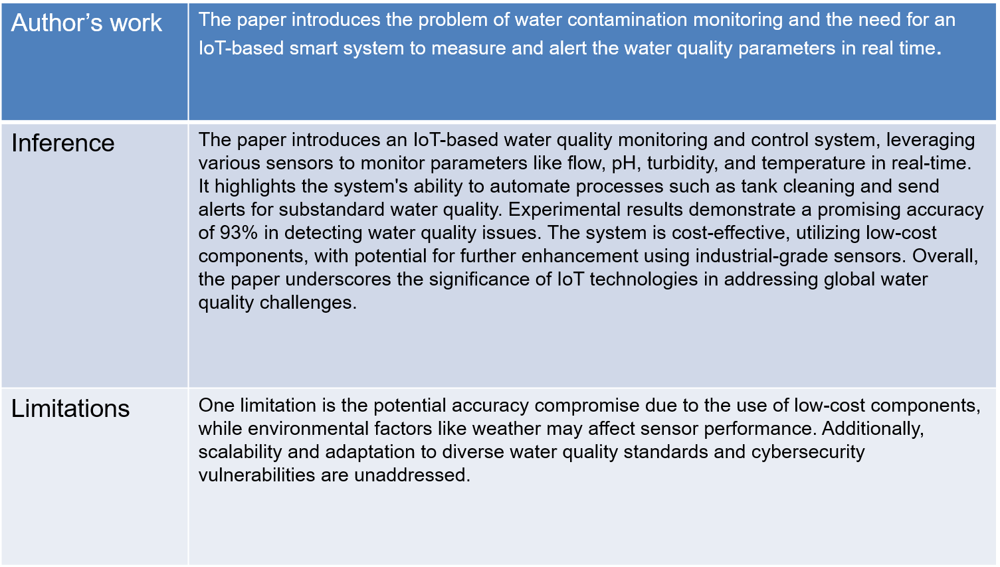 Author’s work
The paper introduces the problem of water contamination monitoring and the need for an
IoT-based smart system to measure and alert the water quality parameters in real time.
Inference
The paper introduces an IoT-based water quality monitoring and control system, leveraging
various sensors to monitor parameters like flow, pH, turbidity, and temperature in real-time.
It highlights the system's ability to automate processes such as tank cleaning and send
alerts for substandard water quality. Experimental results demonstrate a promising accuracy
of 93% in detecting water quality issues. The system is cost-effective, utilizing low-cost
components, with potential for further enhancement using industrial-grade sensors. Overall,
the paper underscores the significance of IoT technologies in addressing global water
quality challenges.
Limitations
One limitation is the potential accuracy compromise due to the use of low-cost components,
while environmental factors like weather may affect sensor performance. Additionally,
scalability and adaptation to diverse water quality standards and cybersecurity
vulnerabilities are unaddressed.